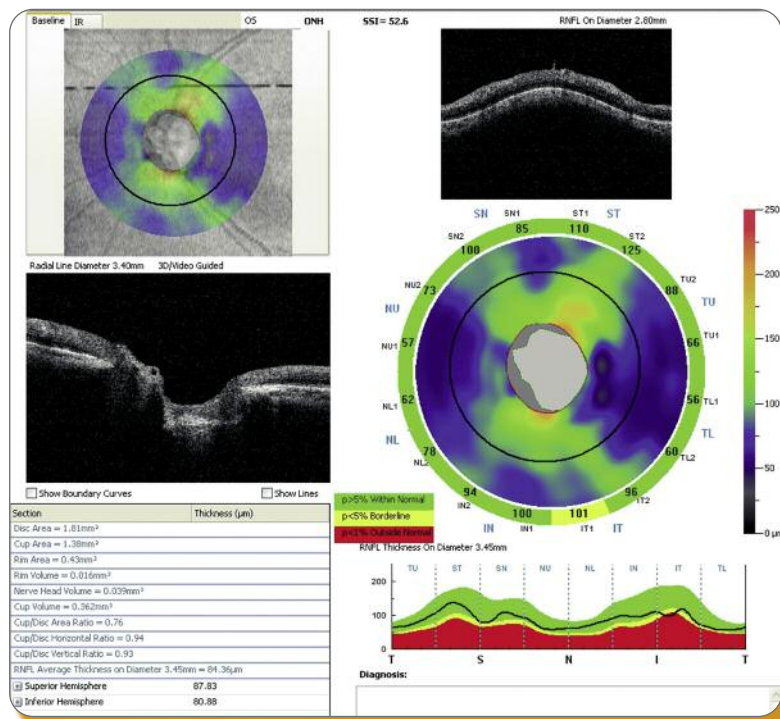 Baseline IR OS ONH SSI = 52.6 RNFL On Diameter 2.80mm
SN SN1 ST1 ST
85 110
SN2 ST2
100 125
NU2 TU2
73 88
NU TU
NU1 TU1
57 66
62 56
NL1 TL1
NL TL
78 60
NL2 TL2
94 96
IN2 IT2
100 101
IN IN1 IT1 IT
250
200
150
100
50
0 µm
Radial Line Diameter 3.40mm 3D/Video Guided
Show Boundary Curves Show Lines
Section Thickness (µm)
Disc Area = 1.81mm²
Cup Area = 1.38mm²
Rim Area = 0.43mm²
Rim Volume = 0.016mm³
Nerve Head Volume = 0.039mm³
Cup Volume = 0.362mm³
Cup/Disc Area Ratio = 0.76
Cup/Disc Horizontal Ratio = 0.94
Cup/Disc Vertical Ratio = 0.93
RNFL Average Thickness on Diameter 3.45mm = 84.36µm
Superior Hemisphere 87.83
Inferior Hemisphere 80.88
p>5% Within Normal
p<5% Borderline
p<1% Outside Normal
RNFL Thickness On Diameter 3.45mm
TU ST SN NU NL IN IT TL
200
100
0
T S N I T
Diagnosis: